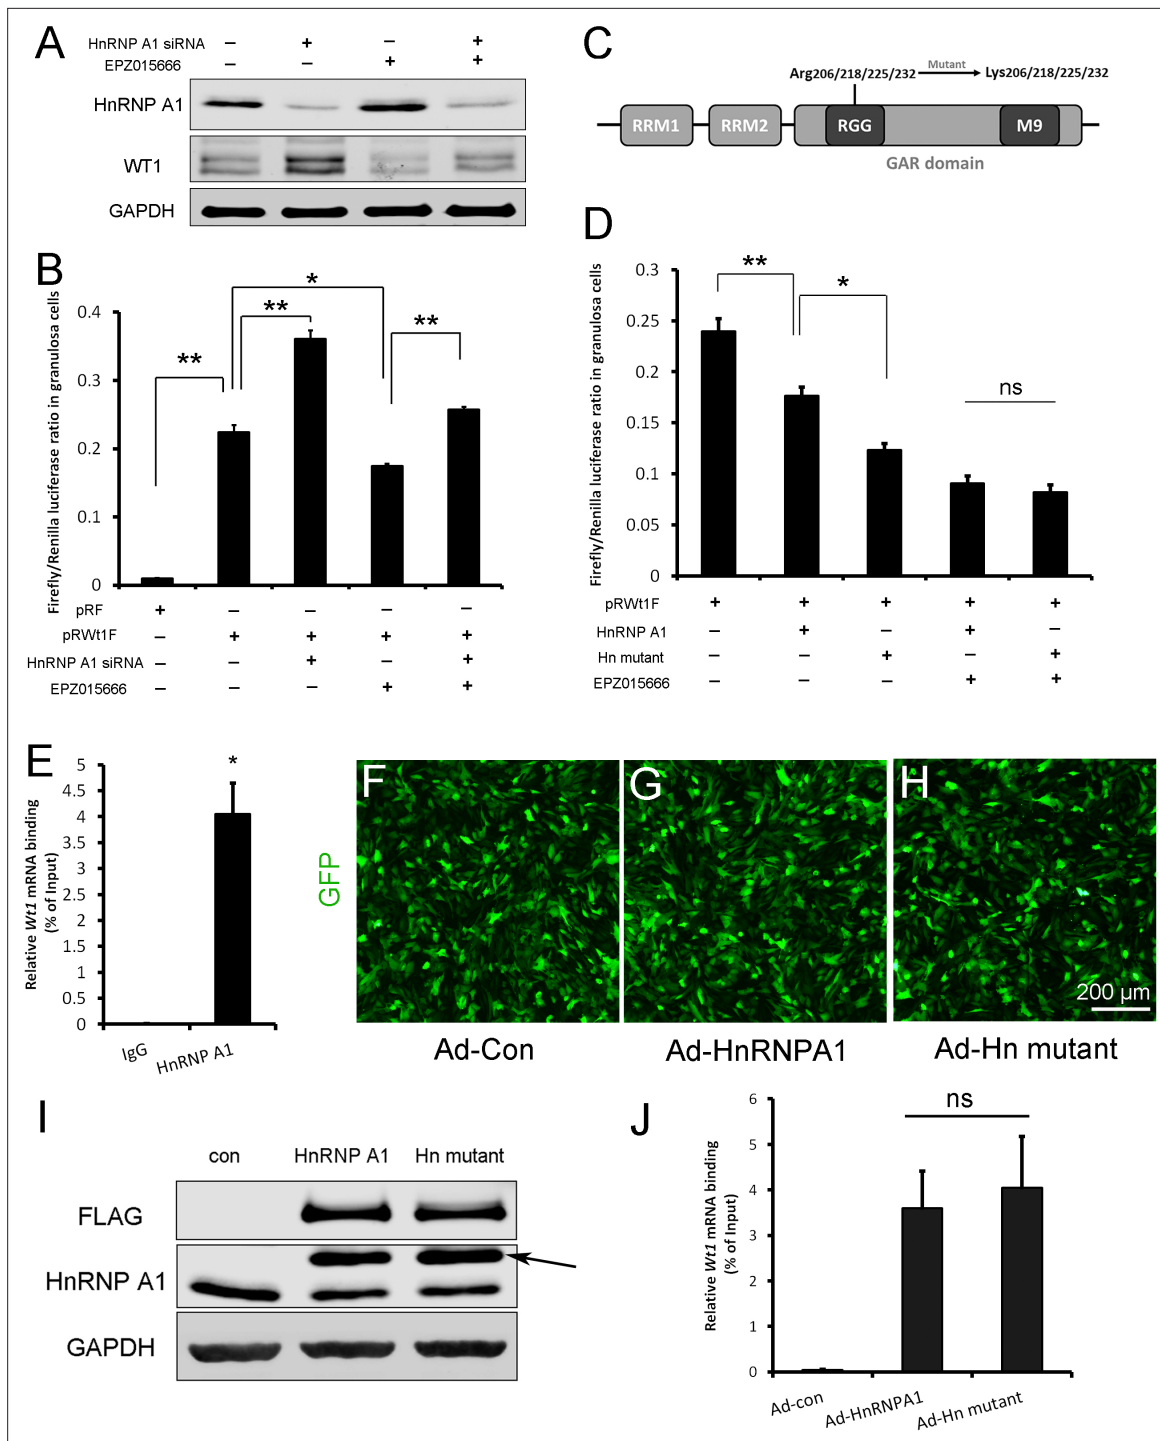 A
HnRNP A1 siRNA – + – +
EPZ015666 – – + +
HnRNP A1
WT1
GAPDH
B
Firefly/Renilla luciferase ratio in granulosa cells
0.4
0.3
0.2
0.1
0
**
**
*
**
pRF + – – – –
pRWt1F – + + + +
HnRNP A1 siRNA – – + – +
EPZ015666 – – – + +
C
Arg206/218/225/232 Mutant Lys206/218/225/232
RRM1 RRM2 RGG M9
GAR domain
D
Firefly/Renilla luciferase ratio in granulosa cells
0.3
0.25
0.2
0.15
0.1
0.05
0
**
*
ns
pRWt1F + + + + +
HnRNP A1 – + – + –
Hn mutant – – + – +
EPZ015666 – – – + +
E
Relative Wt1 mRNA binding
(% of Input)
5
4.5
4
3.5
3
2.5
2
1.5
1
0.5
0
*
IgG HnRNP A1
GFP
F G H
200 µm
Ad-Con Ad-HnRNPA1 Ad-Hn mutant
I
con HnRNP A1 Hn mutant
FLAG
HnRNP A1
GAPDH
J
Relative Wt1 mRNA binding
(% of Input)
6
5
4
3
2
1
0
ns
Ad-con Ad-HnRNPA1 Ad-Hn mutant